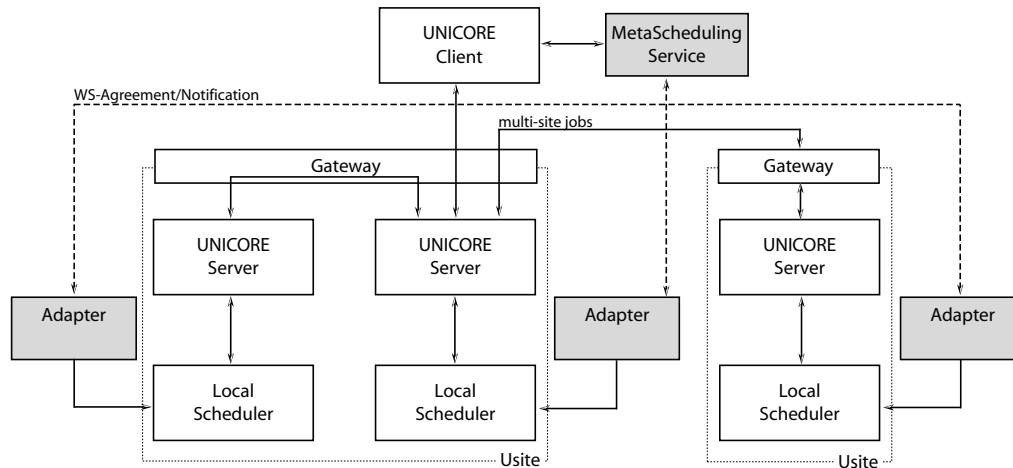 UNICORE
Client
MetaScheduling
Service
WS-Agreement/Notification
multi-site jobs
Gateway
Gateway
UNICORE
Server
UNICORE
Server
UNICORE
Server
Adapter
Adapter
Adapter
Local
Scheduler
Local
Scheduler
Local
Scheduler
Usite
Usite